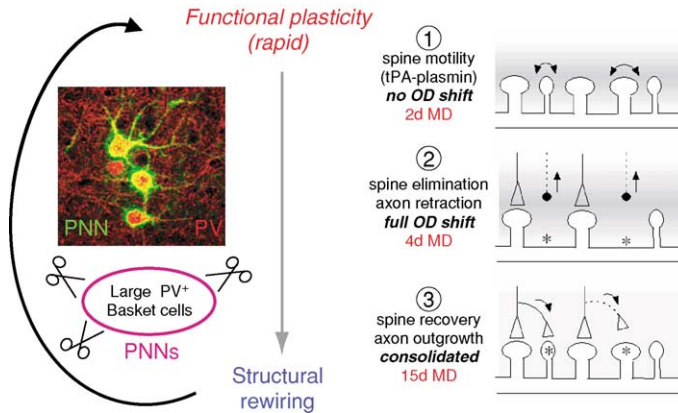 Functional plasticity
(rapid)
PNN
PV
Large PV+
Basket cells
PNNs
Structural
rewiring
1
spine motility
(tPA-plasmin)
no OD shift
2d MD
2
spine elimination
axon retraction
full OD shift
4d MD
*
*
3
spine recovery
axon outgrowth
consolidated
15d MD
*
*